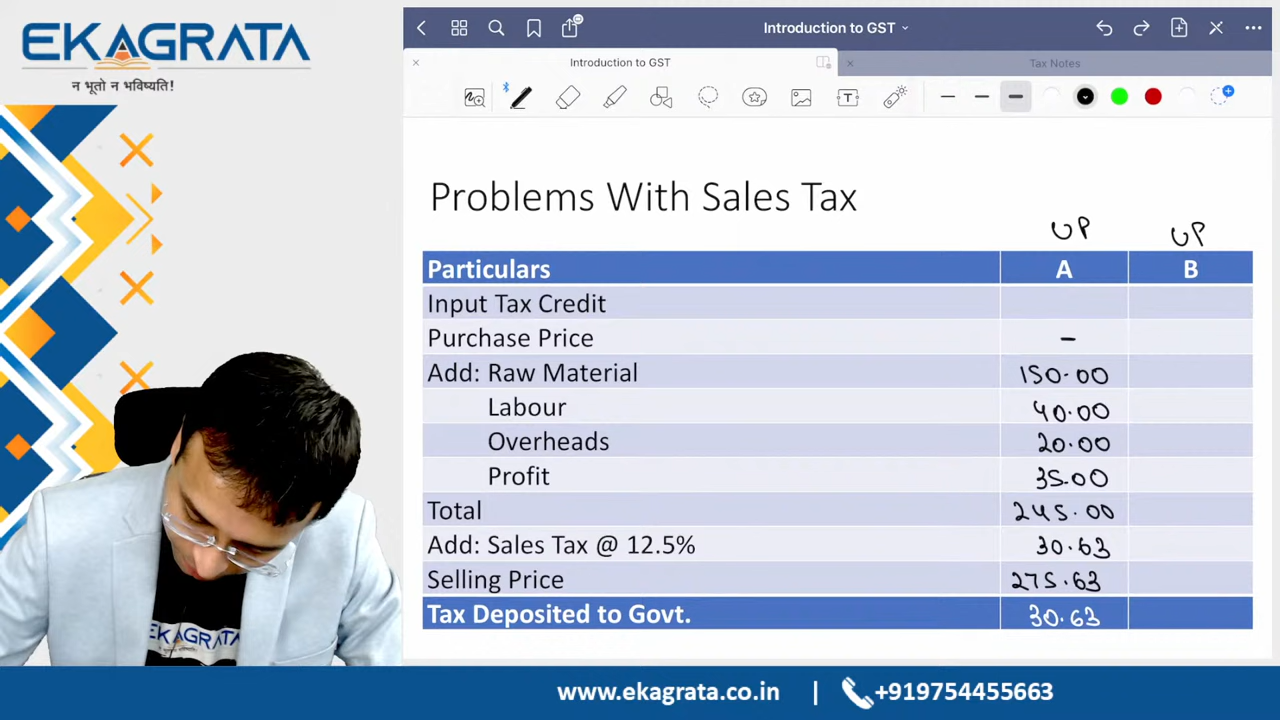 EKAGRATA
न भूतो न भविष्यति!
Introduction to GST
Introduction to GST
Tax Notes
Problems With Sales Tax
UP UP
Particulars A B
Input Tax Credit
Purchase Price -
Add: Raw Material 150.00
Labour 40.00
Overheads 20.00
Profit 35.00
Total 245.00
Add: Sales Tax @ 12.5% 30.63
Selling Price 275.63
Tax Deposited to Govt. 30.63
EKAGRATA
www.ekagrata.co.in | +919754455663